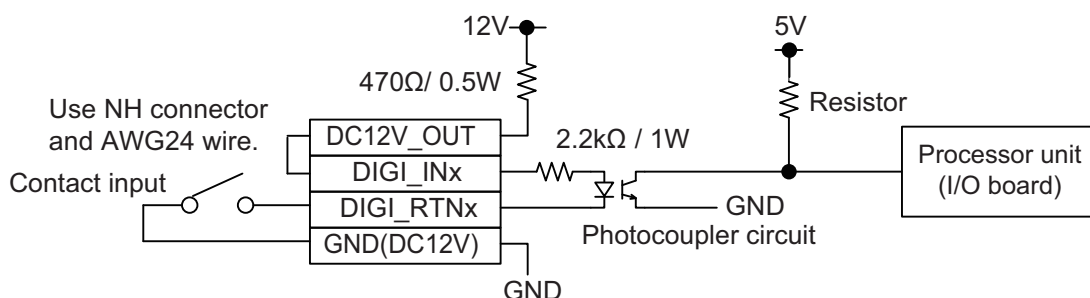 12V
5V
470Ω/ 0.5W
Use NH connector
and AWG24 wire.
Resistor
DC12V_OUT
2.2kΩ / 1W
DIGI_INx
Processor unit
(I/O board)
Contact input
DIGI_RTNx
GND
GND(DC12V)
Photocoupler circuit
GND